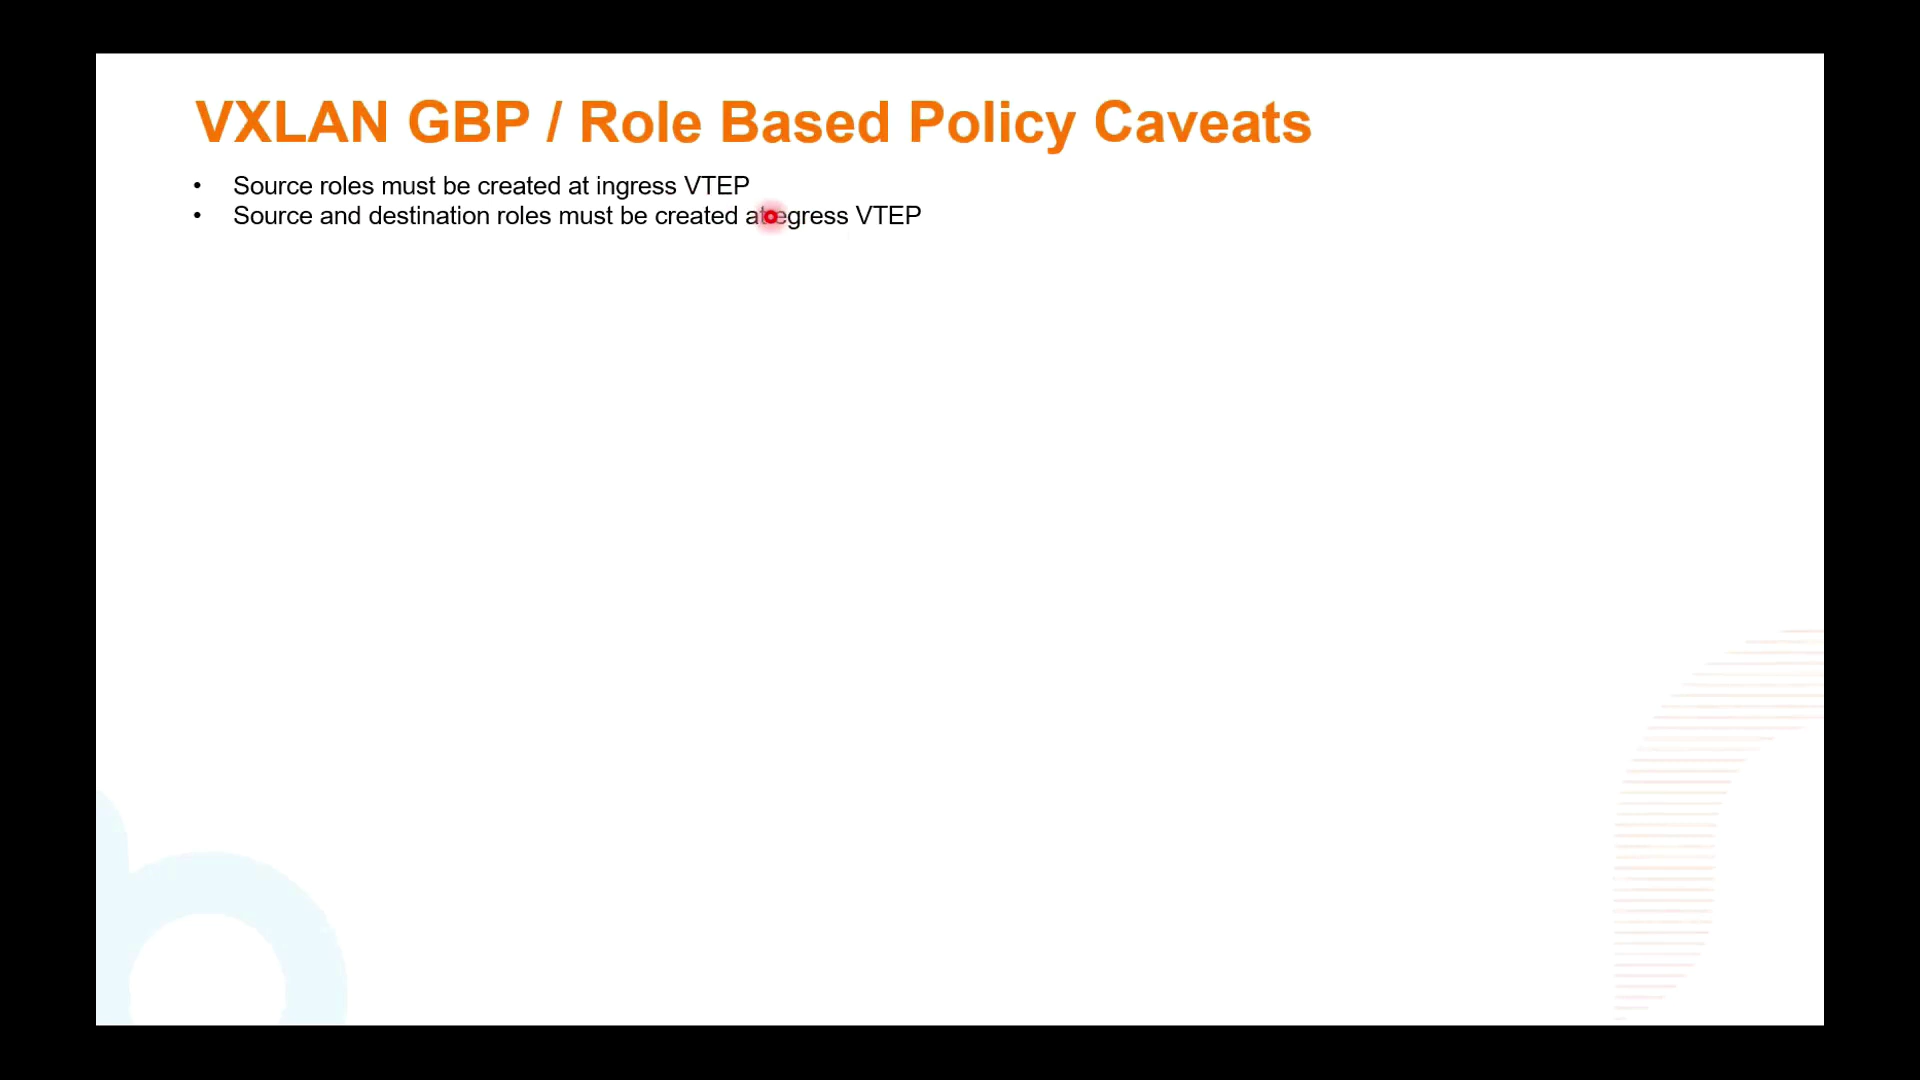 VXLAN GBP / Role Based Policy Caveats
• Source roles must be created at ingress VTEP
• Source and destination roles must be created at egress VTEP